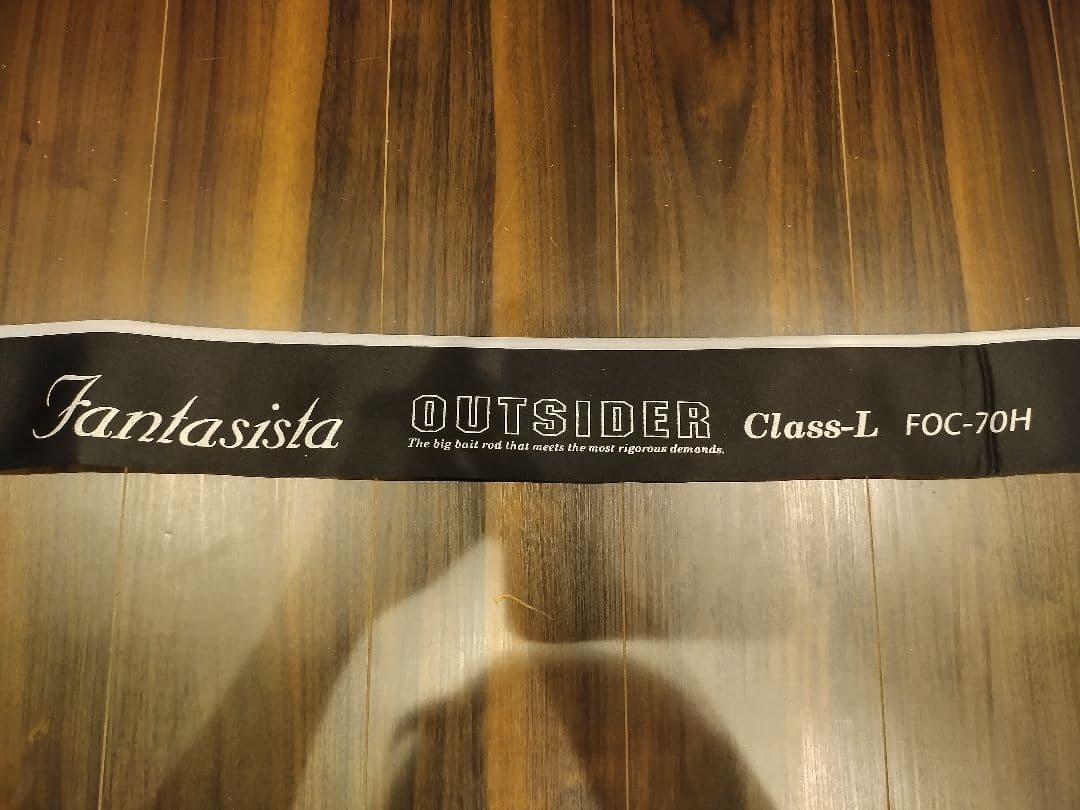 Fantasista OUTSIDER Class-L FOC-70H
The big bait rod that meets the most rigorous demands.